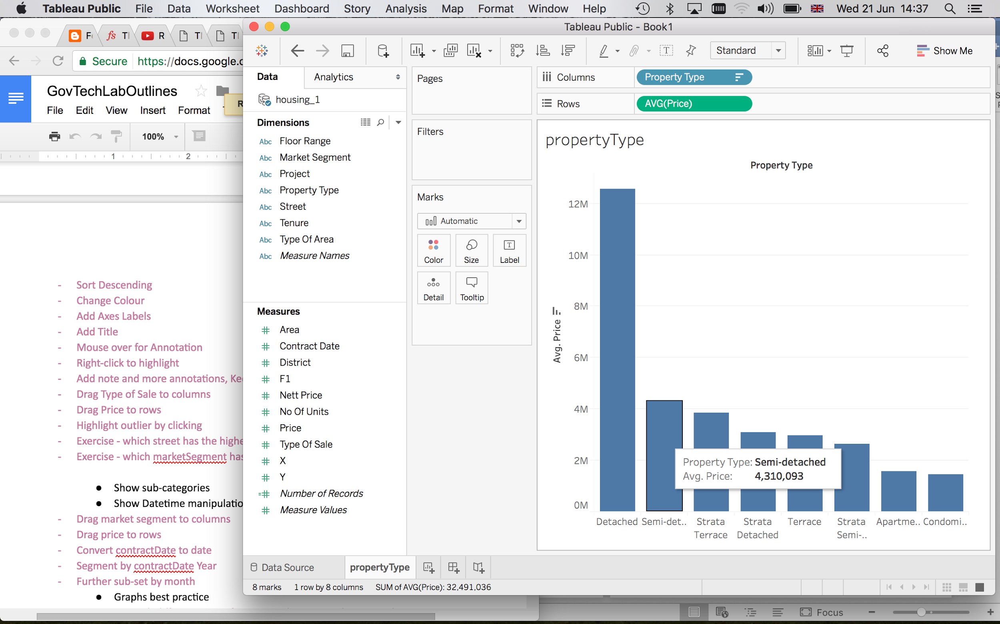 Tableau Public File Data Worksheet Dashboard Story Analysis Map Format Window Help Wed 21 Jun 14:37
Tableau Public - Book1
F
fs Tl
R
Tl
Tl
Secure https://docs.google.c
GovTechLabOutlines
File Edit View Insert Format
R
100%
1 2
Sort Descending
- Change Colour
- Add Axes Labels
- Add Title
- Mouse over for Annotation
- Right-click to highlight
- Add note and more annotations, Ke
- Drag Type of Sale to columns
- Drag Price to rows
- Highlight outlier by clicking
- Exercise - which street has the highe
- Exercise - which marketSegment has
● Show sub-categories
● Show Datetime manipulatio
- Drag market segment to columns
- Drag price to rows
- Convert contractDate to date
- Segment by contractDate Year
- Further sub-set by month
● Graphs best practice
Standard
Show Me
Data Analytics
housing_1
Dimensions
Abc Floor Range
Abc Market Segment
Abc Project
Abc Property Type
Abc Street
Abc Tenure
Abc Type Of Area
Abc Measure Names
Measures
# Area
# Contract Date
# District
# F1
# Nett Price
# No Of Units
# Price
# Type Of Sale
# X
# Y
=# Number of Records
# Measure Values
Pages
Filters
Marks
Automatic
Color Size Label
Detail Tooltip
Columns Property Type
Rows AVG(Price)
propertyType
Property Type
Avg. Price
12M
10M
8M
6M
4M
2M
0M
Property Type: Semi-detached
Avg. Price: 4,310,093
Detached Semi-det.. Strata Terrace Strata Detached Terrace Strata Semi-.. Apartme.. Condomi..
Data Source propertyType
8 marks 1 row by 8 columns SUM of AVG(Price): 32,491,036
Focus